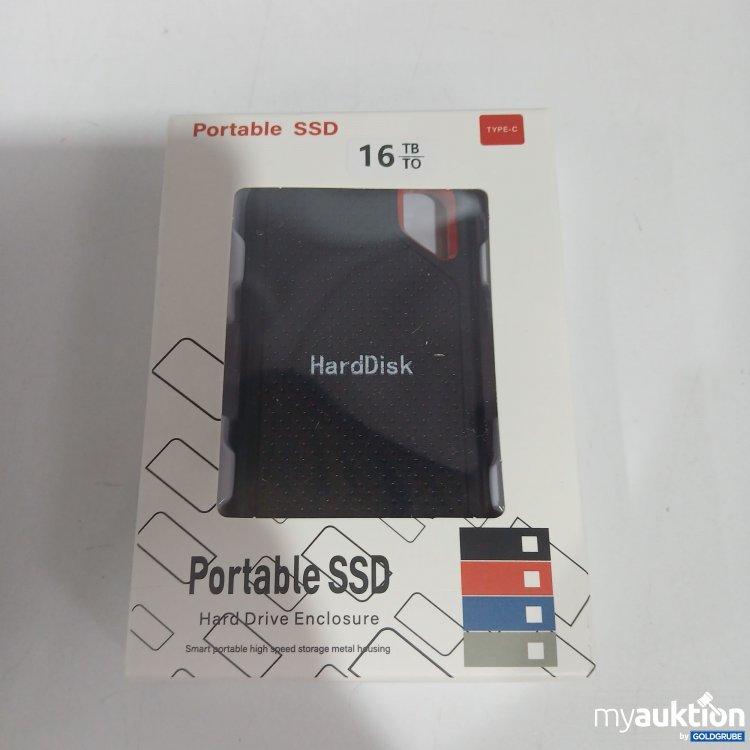 Portable SSD
TYPE-C
16 TB
TO
HardDisk
Portable SSD
Hard Drive Enclosure
Smart portable high speed storage metal housing
myauktion
by GOLDGRUBE